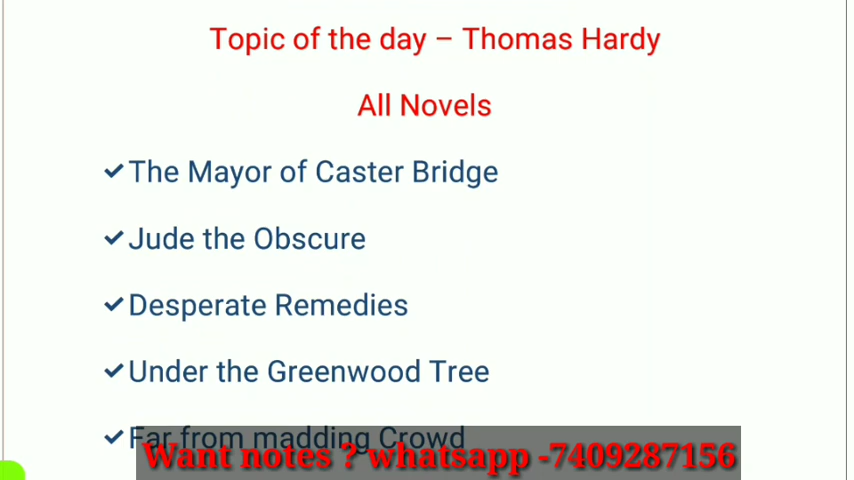 Topic of the day – Thomas Hardy
All Novels
✔The Mayor of Caster Bridge
✔Jude the Obscure
✔Desperate Remedies
✔Under the Greenwood Tree
✔Far from madding Crowd
Want notes ? whatsapp -7409287156